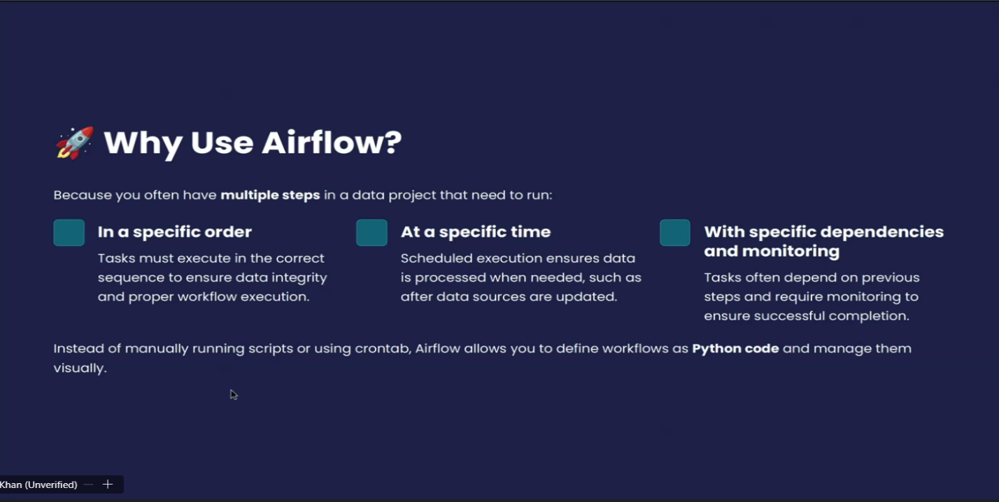 🚀 Why Use Airflow?
Because you often have multiple steps in a data project that need to run:
In a specific order
Tasks must execute in the correct
sequence to ensure data integrity
and proper workflow execution.
At a specific time
Scheduled execution ensures data
is processed when needed, such as
after data sources are updated.
With specific dependencies
and monitoring
Tasks often depend on previous
steps and require monitoring to
ensure successful completion.
Instead of manually running scripts or using crontab, Airflow allows you to define workflows as Python code and manage them
visually.
Khan (Unverified)